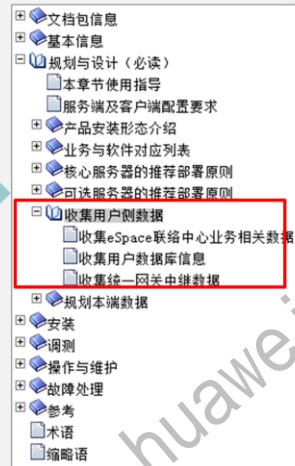 文档包信息
基本信息
规划与设计（必读）
本章节使用指导
服务端及客户端配置要求
产品安装形态介绍
业务与软件对应列表
核心服务器的推荐部署原则
可选服务器的推荐部署原则
收集用户侧数据
收集eSpace联络中心业务相关数据
收集用户数据库信息
收集统一网关中继数据
规划本端数据
安装
调测
操作与维护
故障处理
参考
术语
缩略语
huawei